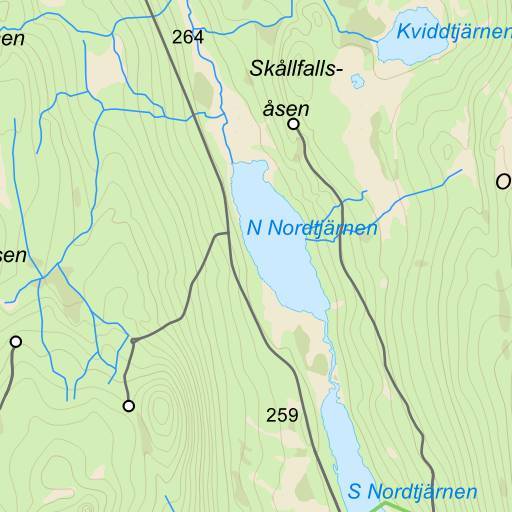 Kviddtjärnen
sen
264
Skållfalls-
åsen
O
N Nordtjärnen
sen
259
S Nordtjärnen